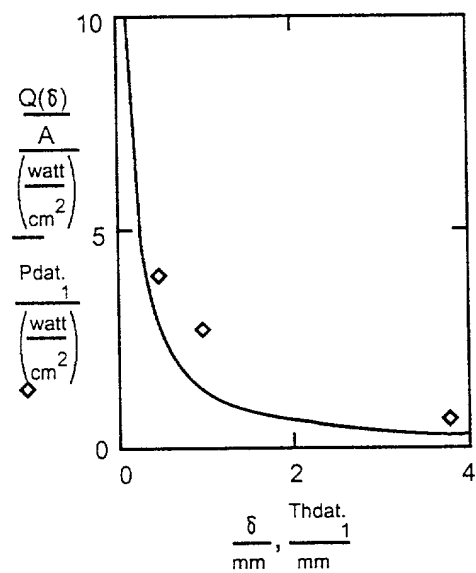 10
Q(δ)
A
(watt
cm²)
5
Pdat.₁
(watt
cm²)
0
0 2 4
δ , Thdat.₁
mm mm